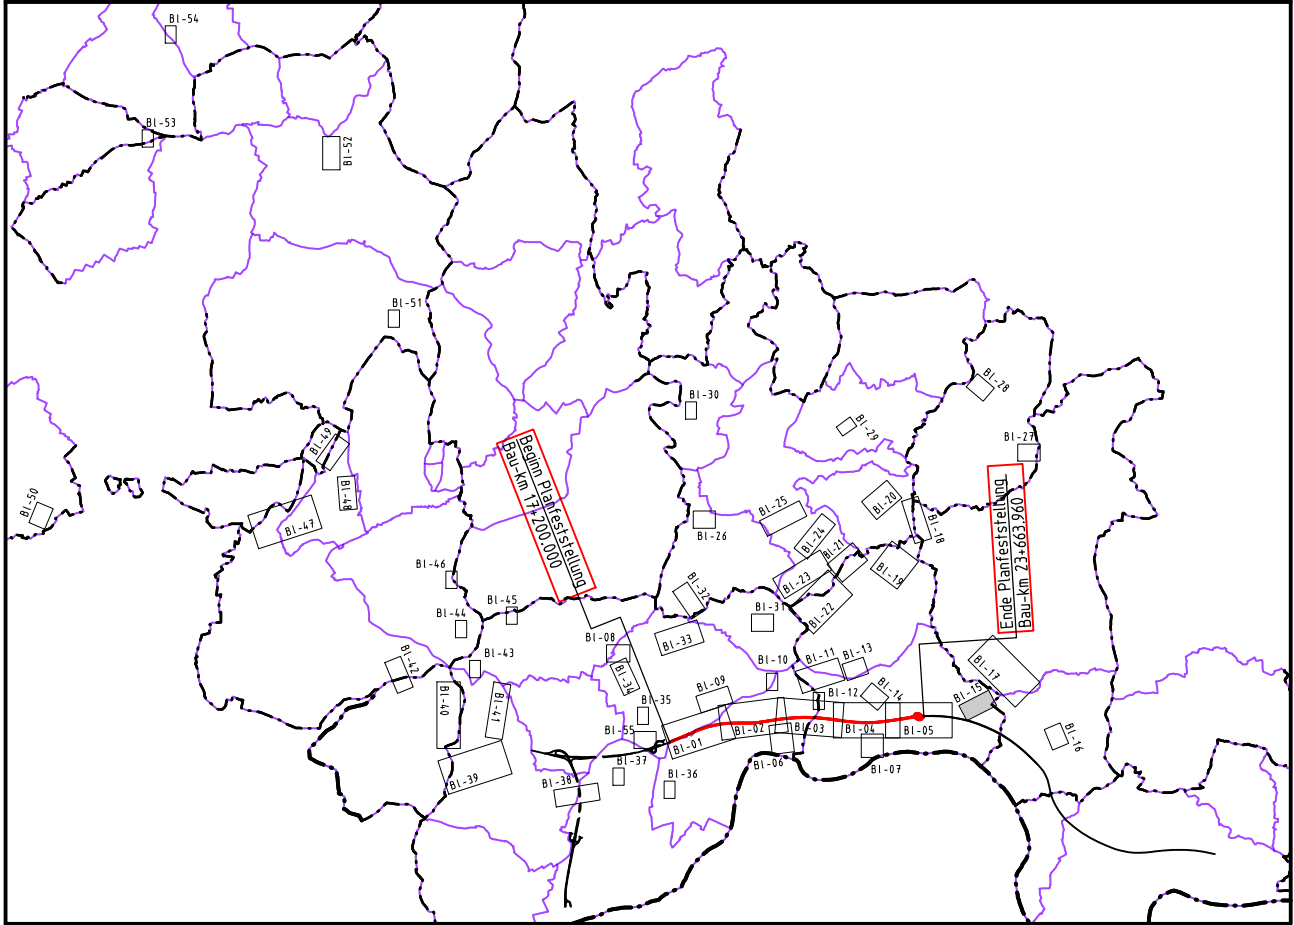 Bl-54
Bl-53
Bl-52
Bl-51
Bl-28
Bl-30
Bl-29
Bl-27
Bl-49
Bl-48
Bl-50
Bl-47
Beginn Planfeststellung
Bau-km 17+200.000
Ende Planfeststellung
Bau-km 23+663.960
Bl-20
Bl-25
Bl-24
Bl-26
Bl-18
Bl-21
Bl-19
Bl-23
Bl-22
Bl-46
Bl-45
Bl-44
Bl-32
Bl-31
Bl-33
Bl-08
Bl-43
Bl-42
Bl-34
Bl-10
Bl-11
Bl-13
Bl-17
Bl-09
Bl-12
Bl-14
Bl-15
Bl-40
Bl-41
Bl-35
Bl-55
Bl-01
Bl-02
Bl-03
Bl-04
Bl-05
Bl-16
Bl-06
Bl-07
Bl-39
Bl-38
Bl-37
Bl-36